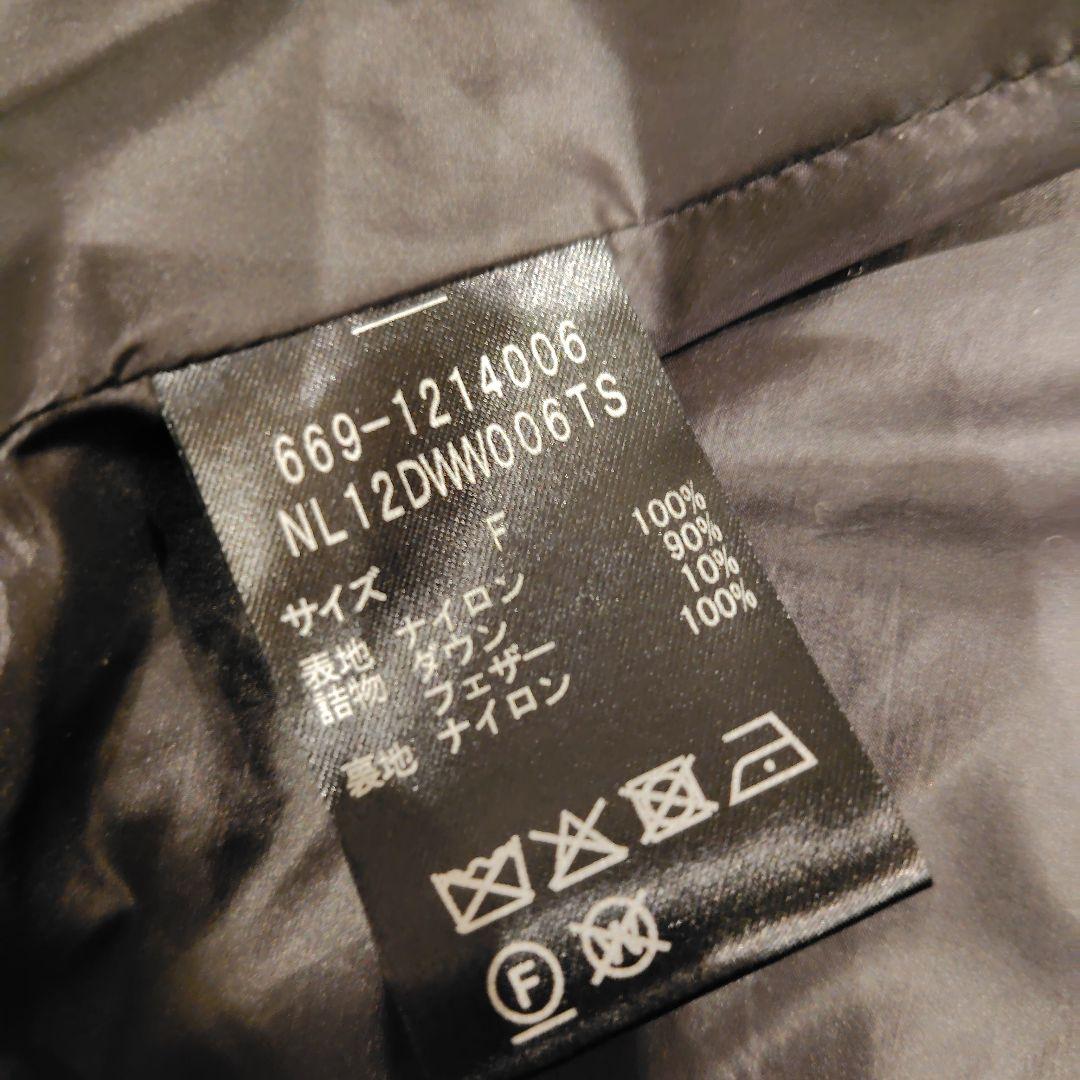 669-1214006
NL12DWW006TS
サイズ F
表地 ナイロン 100%
詰物 ダウン 90%
フェザー 10%
裏地 ナイロン 100%
F W